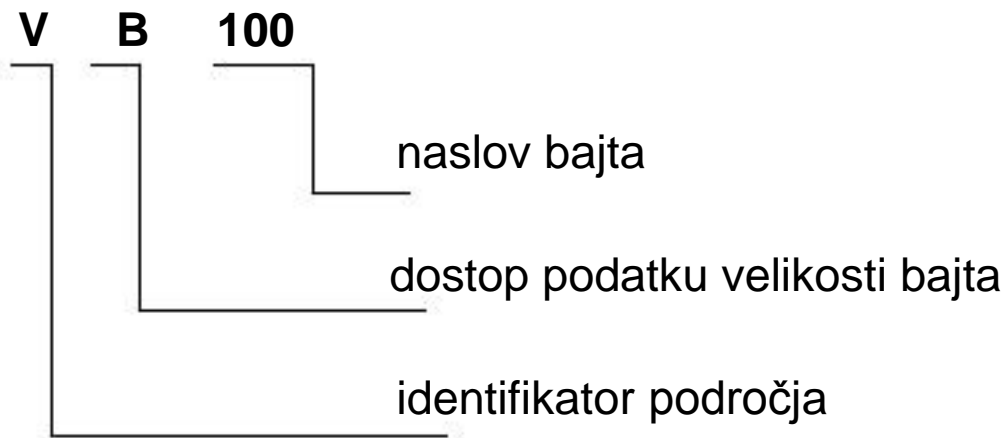 V B 100
naslov bajta
dostop podatku velikosti bajta
identifikator področja